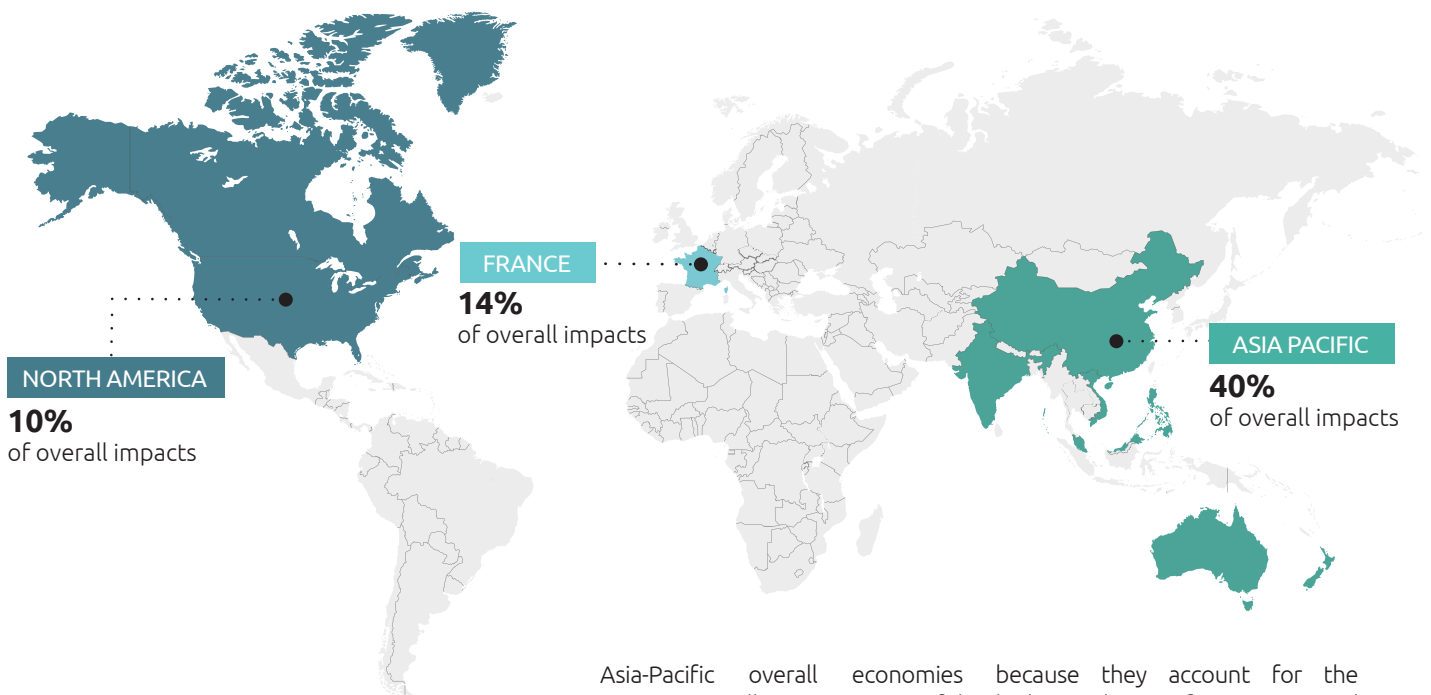 FRANCE
14%
of overall impacts
NORTH AMERICA
10%
of overall impacts
ASIA PACIFIC
40%
of overall impacts
Asia-Pacific overall economies because they account for the